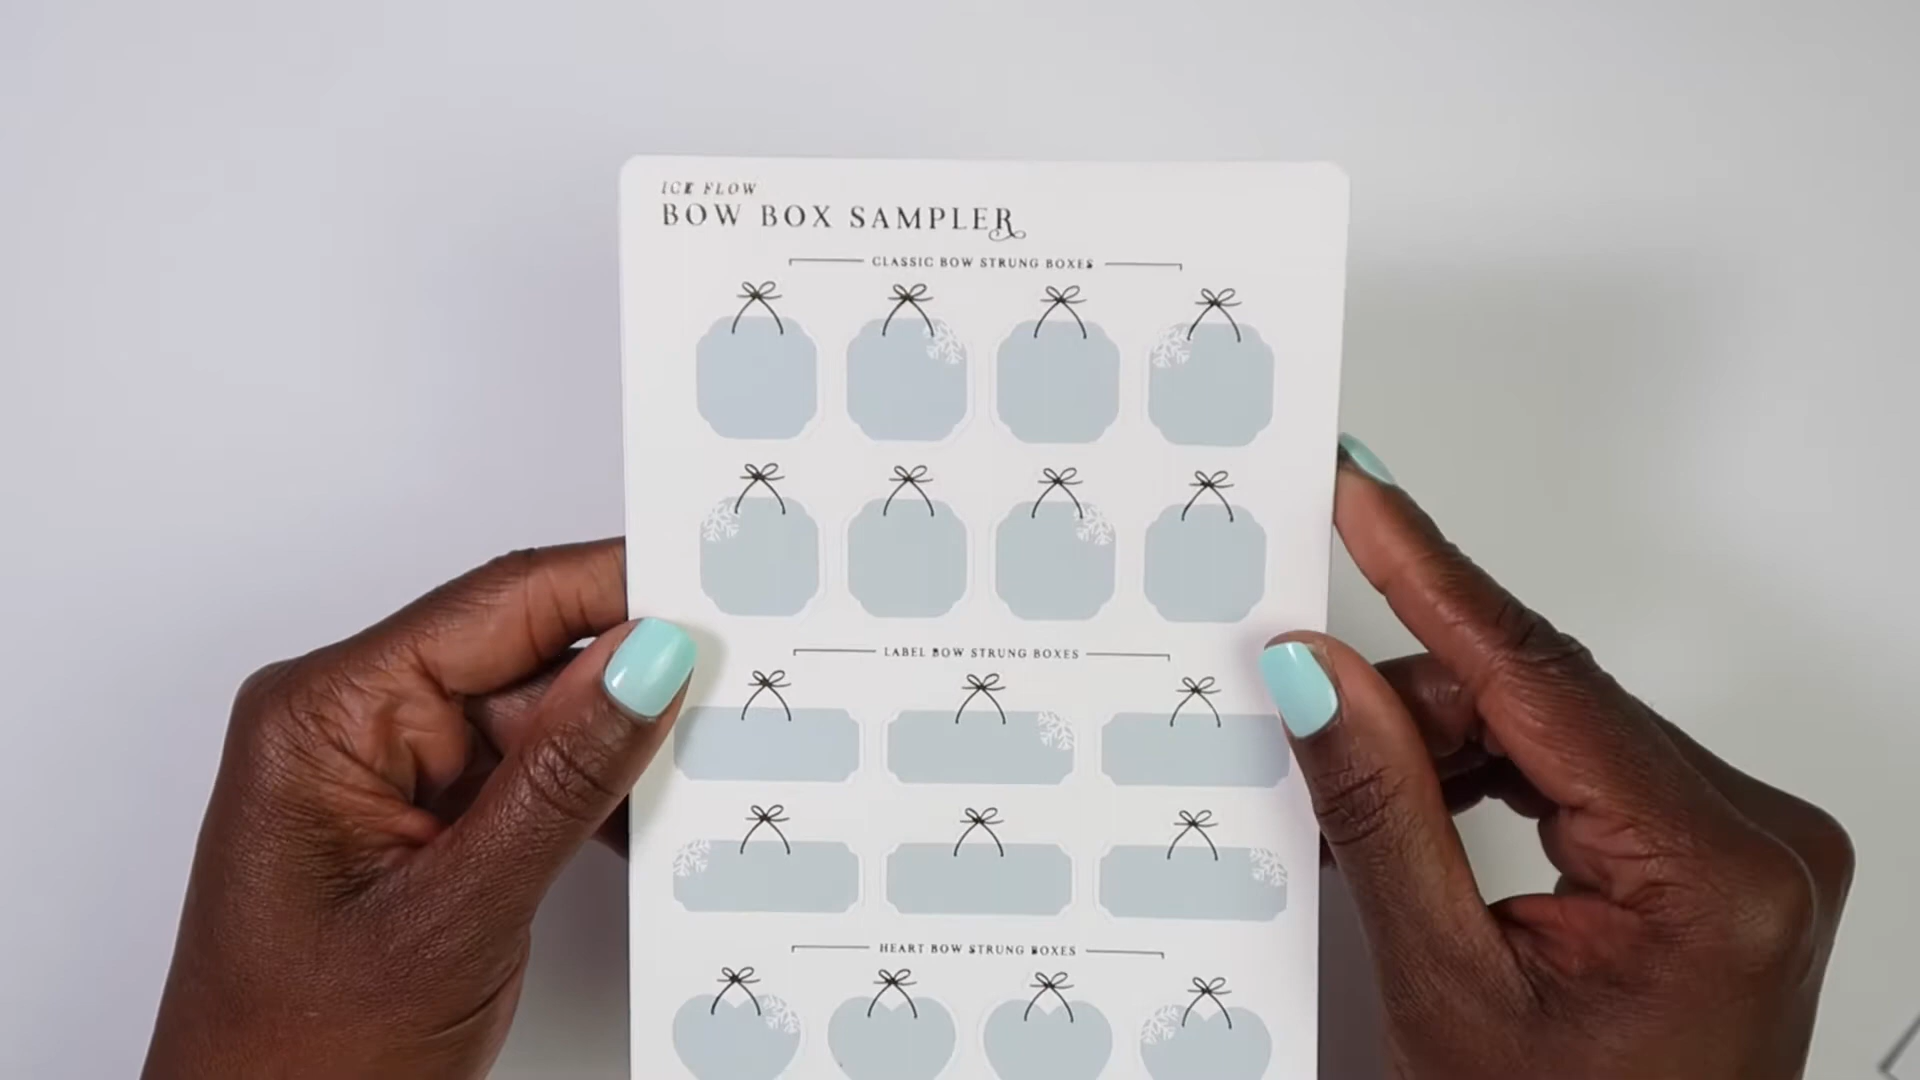 ICE FLOW
BOW BOX SAMPLER
CLASSIC BOW STRUNG BOXES
LABEL BOW STRUNG BOXES
HEART BOW STRUNG BOXES